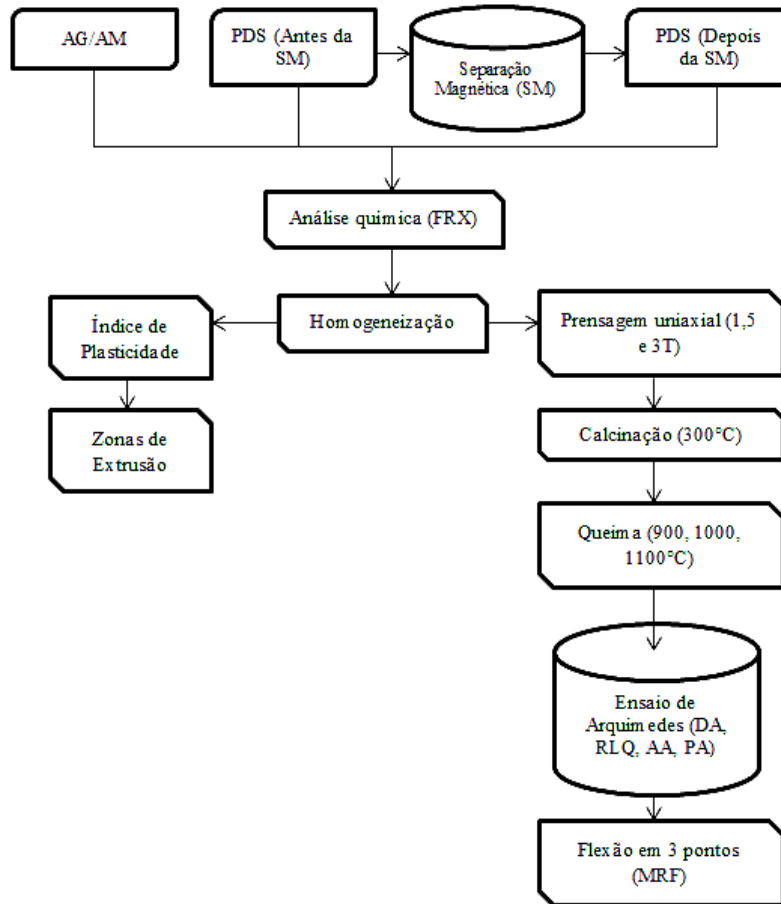 AG/AM
PDS (Antes da
SM)
Separação
Magnética (SM)
PDS (Depois
da SM)
Análise química (FRX)
Índice de
Plasticidade
Homogeneização
Prensagem uniaxial (1,5
e 3T)
Zonas de
Extrusão
Calcinação (300°C)
Queima (900, 1000,
1100°C)
Ensaio de
Arquimedes (DA,
RLQ, AA, PA)
Flexão em 3 pontos
(MRF)